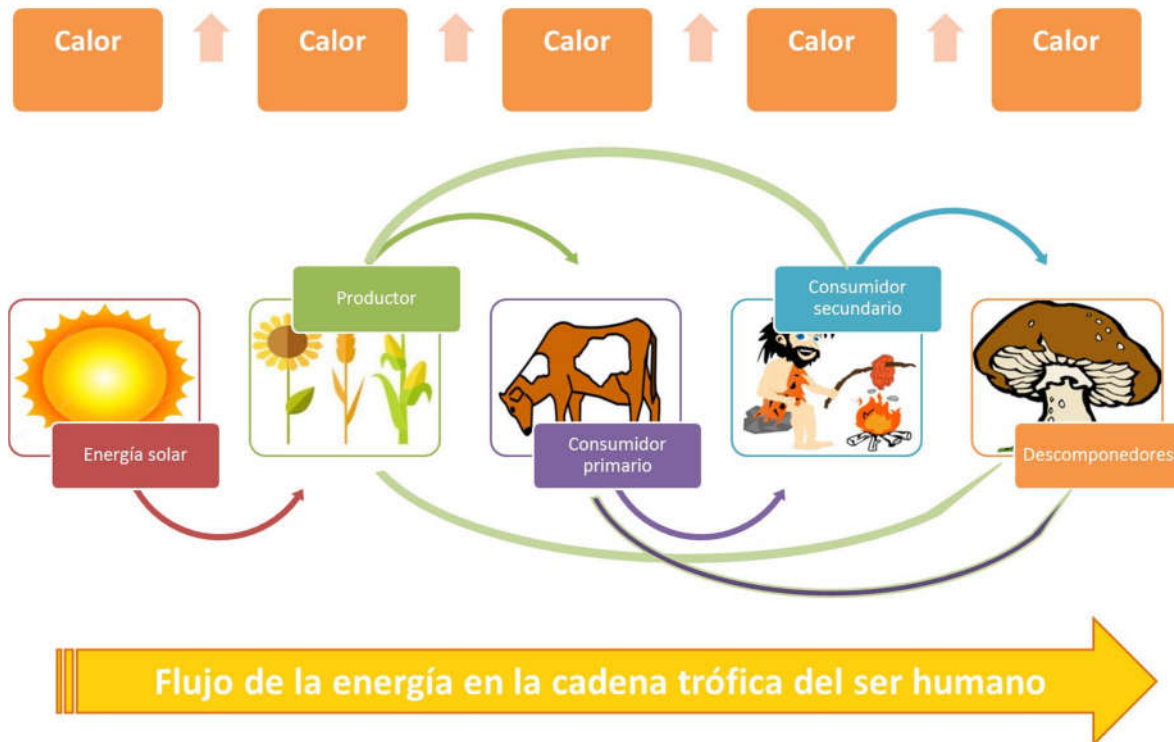 Calor
Calor
Calor
Calor
Calor
Productor
Consumidor
secundario
Energía solar
Consumidor
primario
Descomponedores
Flujo de la energía en la cadena trófica del ser humano